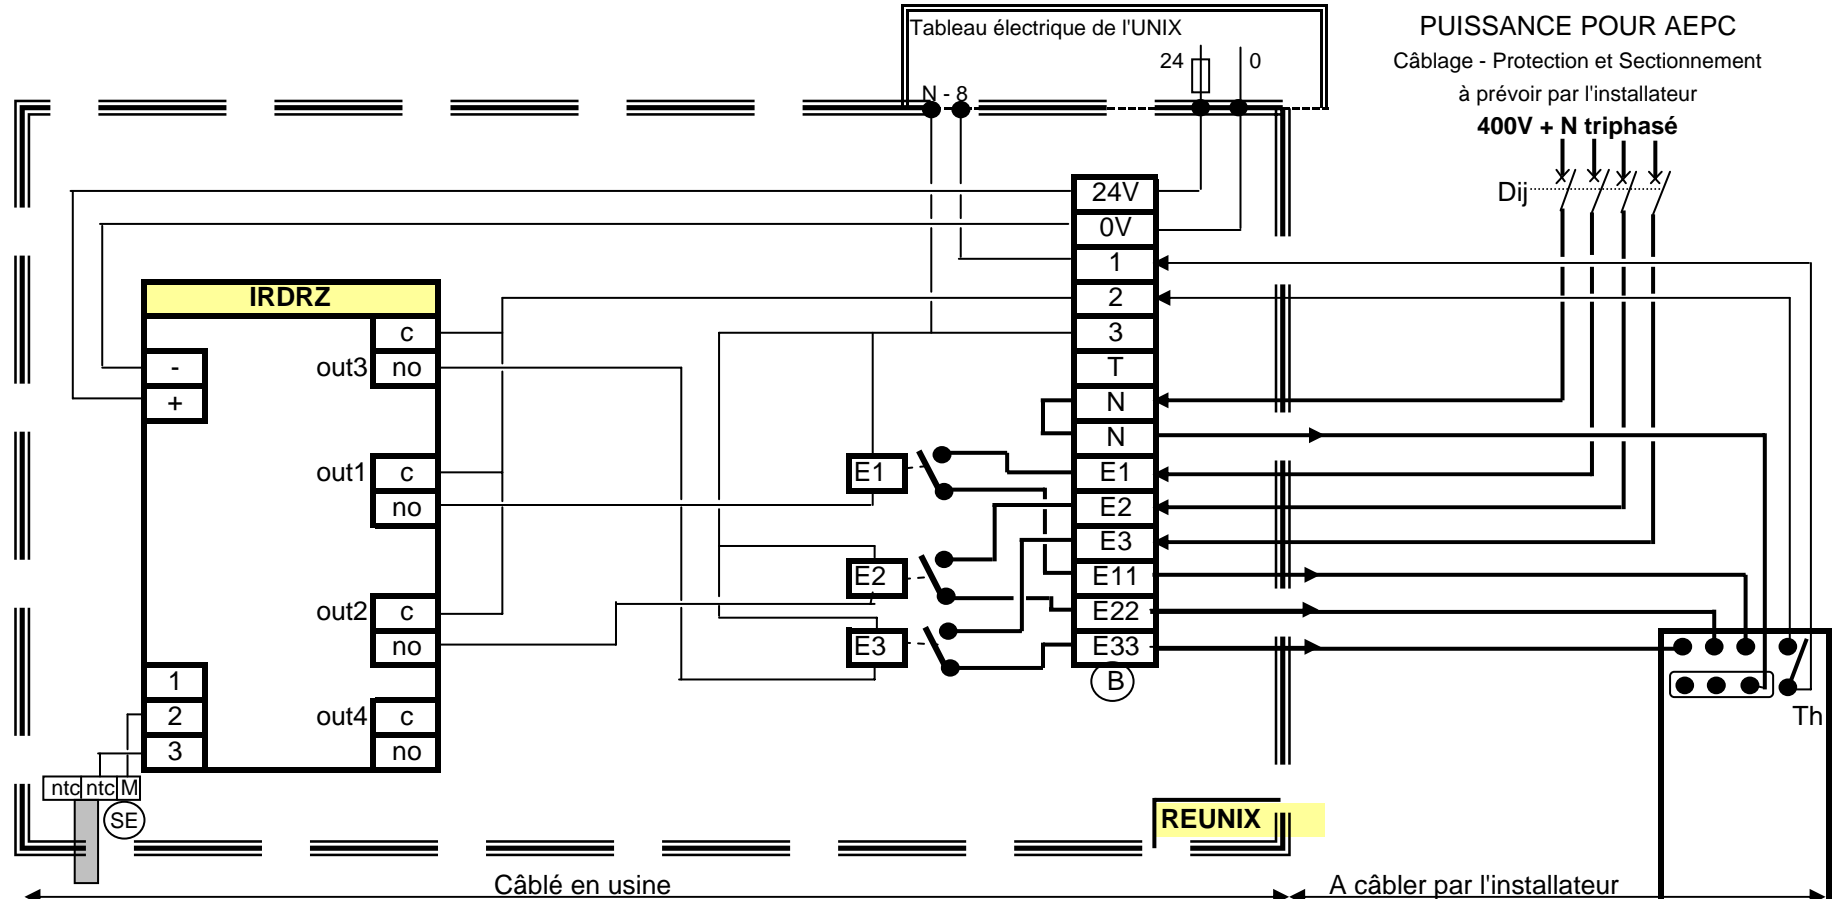 Tableau électrique de l'UNIX
24
0
N - 8
PUISSANCE POUR AEPC
Câblage - Protection et Sectionnement
à prévoir par l'installateur
400V + N triphasé
Dij
24V
0V
1
2
3
T
N
N
E1
E2
E3
E11
E22
E33
B
IRDRZ
-
+
c
out3 no
out1 c
no
out2 c
no
out4 c
no
1
2
3
E1
E2
E3
ntc ntc M
SE
Th
REUNIX
Câblé en usine
A câbler par l'installateur